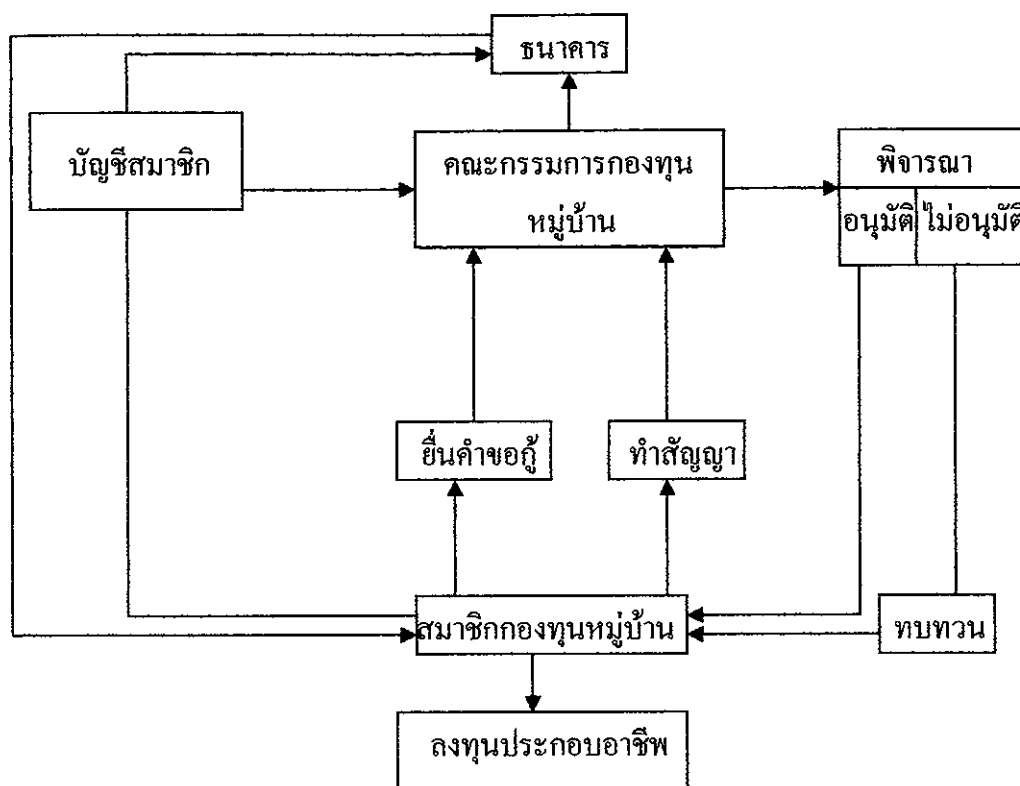 ธนาคาร
บัญชีสมาชิก
คณะกรรมการกองทุน
หมู่บ้าน
พิจารณา
อนุมัติ
ไม่อนุมัติ
ยื่นคำขอกู้
ทำสัญญา
สมาชิกกองทุนหมู่บ้าน
ทบทวน
ลงทุนประกอบอาชีพ